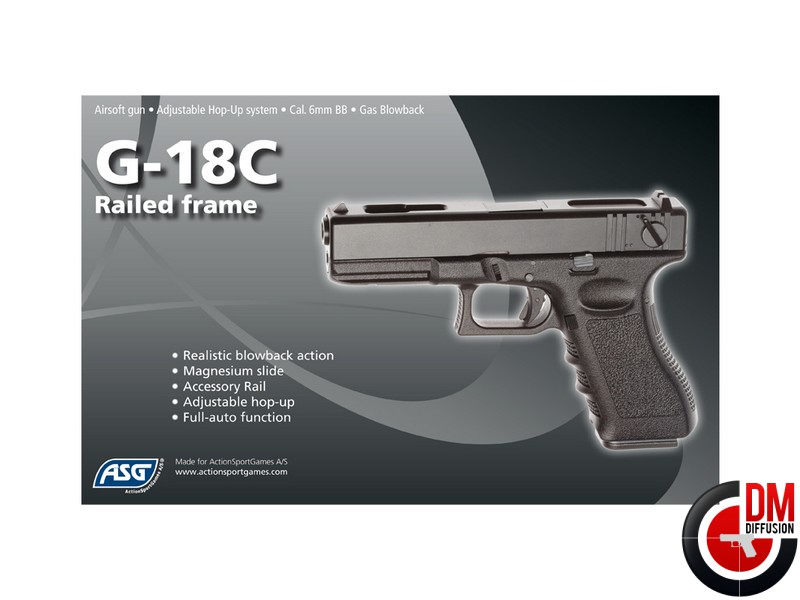 Airsoft gun • Adjustable Hop-Up system • Cal. 6mm BB • Gas Blowback
G-18C
Railed frame
• Realistic blowback action
• Magnesium slide
• Accessory Rail
• Adjustable hop-up
• Full-auto function
ASG®
ActionSportGames A/S®
Made for ActionSportGames A/S
www.actionsportgames.com
DM
DIFFUSION